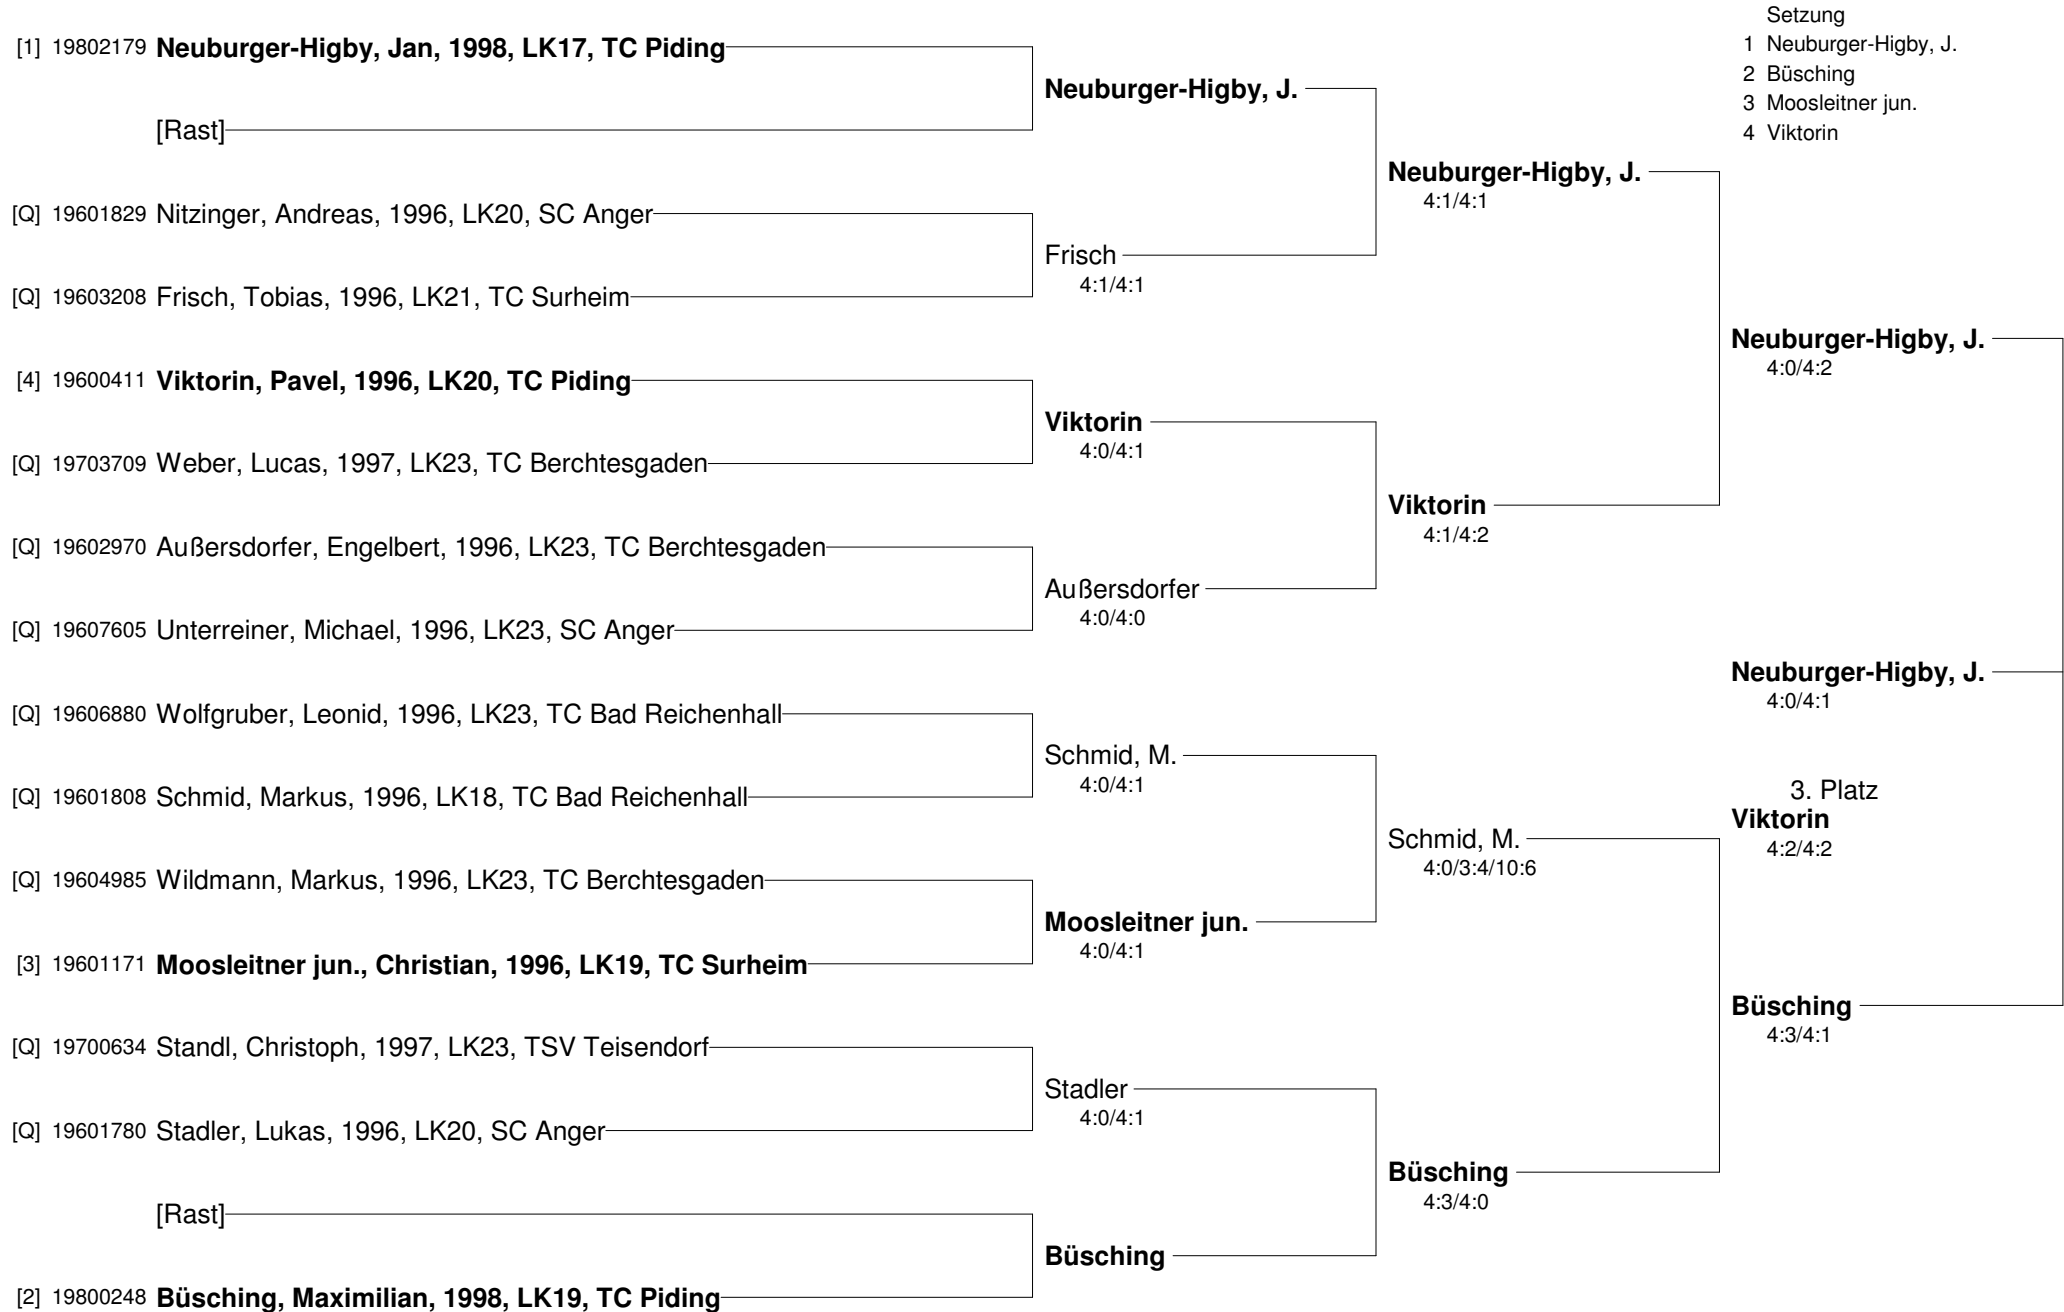 Setzung
1 Neuburger-Higby, J.
2 Büsching
3 Moosleitner jun.
4 Viktorin
[1] 19802179 Neuburger-Higby, Jan, 1998, LK17, TC Piding
[Rast]
[Q] 19601829 Nitzinger, Andreas, 1996, LK20, SC Anger
[Q] 19603208 Frisch, Tobias, 1996, LK21, TC Surheim
[4] 19600411 Viktorin, Pavel, 1996, LK20, TC Piding
[Q] 19703709 Weber, Lucas, 1997, LK23, TC Berchtesgaden
[Q] 19602970 Außersdorfer, Engelbert, 1996, LK23, TC Berchtesgaden
[Q] 19607605 Unterreiner, Michael, 1996, LK23, SC Anger
[Q] 19606880 Wolfgruber, Leonid, 1996, LK23, TC Bad Reichenhall
[Q] 19601808 Schmid, Markus, 1996, LK18, TC Bad Reichenhall
[Q] 19604985 Wildmann, Markus, 1996, LK23, TC Berchtesgaden
[3] 19601171 Moosleitner jun., Christian, 1996, LK19, TC Surheim
[Q] 19700634 Standl, Christoph, 1997, LK23, TSV Teisendorf
[Q] 19601780 Stadler, Lukas, 1996, LK20, SC Anger
[Rast]
[2] 19800248 Büsching, Maximilian, 1998, LK19, TC Piding
Neuburger-Higby, J.
Frisch
4:1/4:1
Viktorin
4:0/4:1
Außersdorfer
4:0/4:0
Schmid, M.
4:0/4:1
Moosleitner jun.
4:0/4:1
Stadler
4:0/4:1
Büsching
Neuburger-Higby, J.
4:1/4:1
Viktorin
4:1/4:2
Schmid, M.
4:0/3:4/10:6
Büsching
4:3/4:0
Neuburger-Higby, J.
4:0/4:2
Neuburger-Higby, J.
4:0/4:1
3. Platz
Viktorin
4:2/4:2
Büsching
4:3/4:1